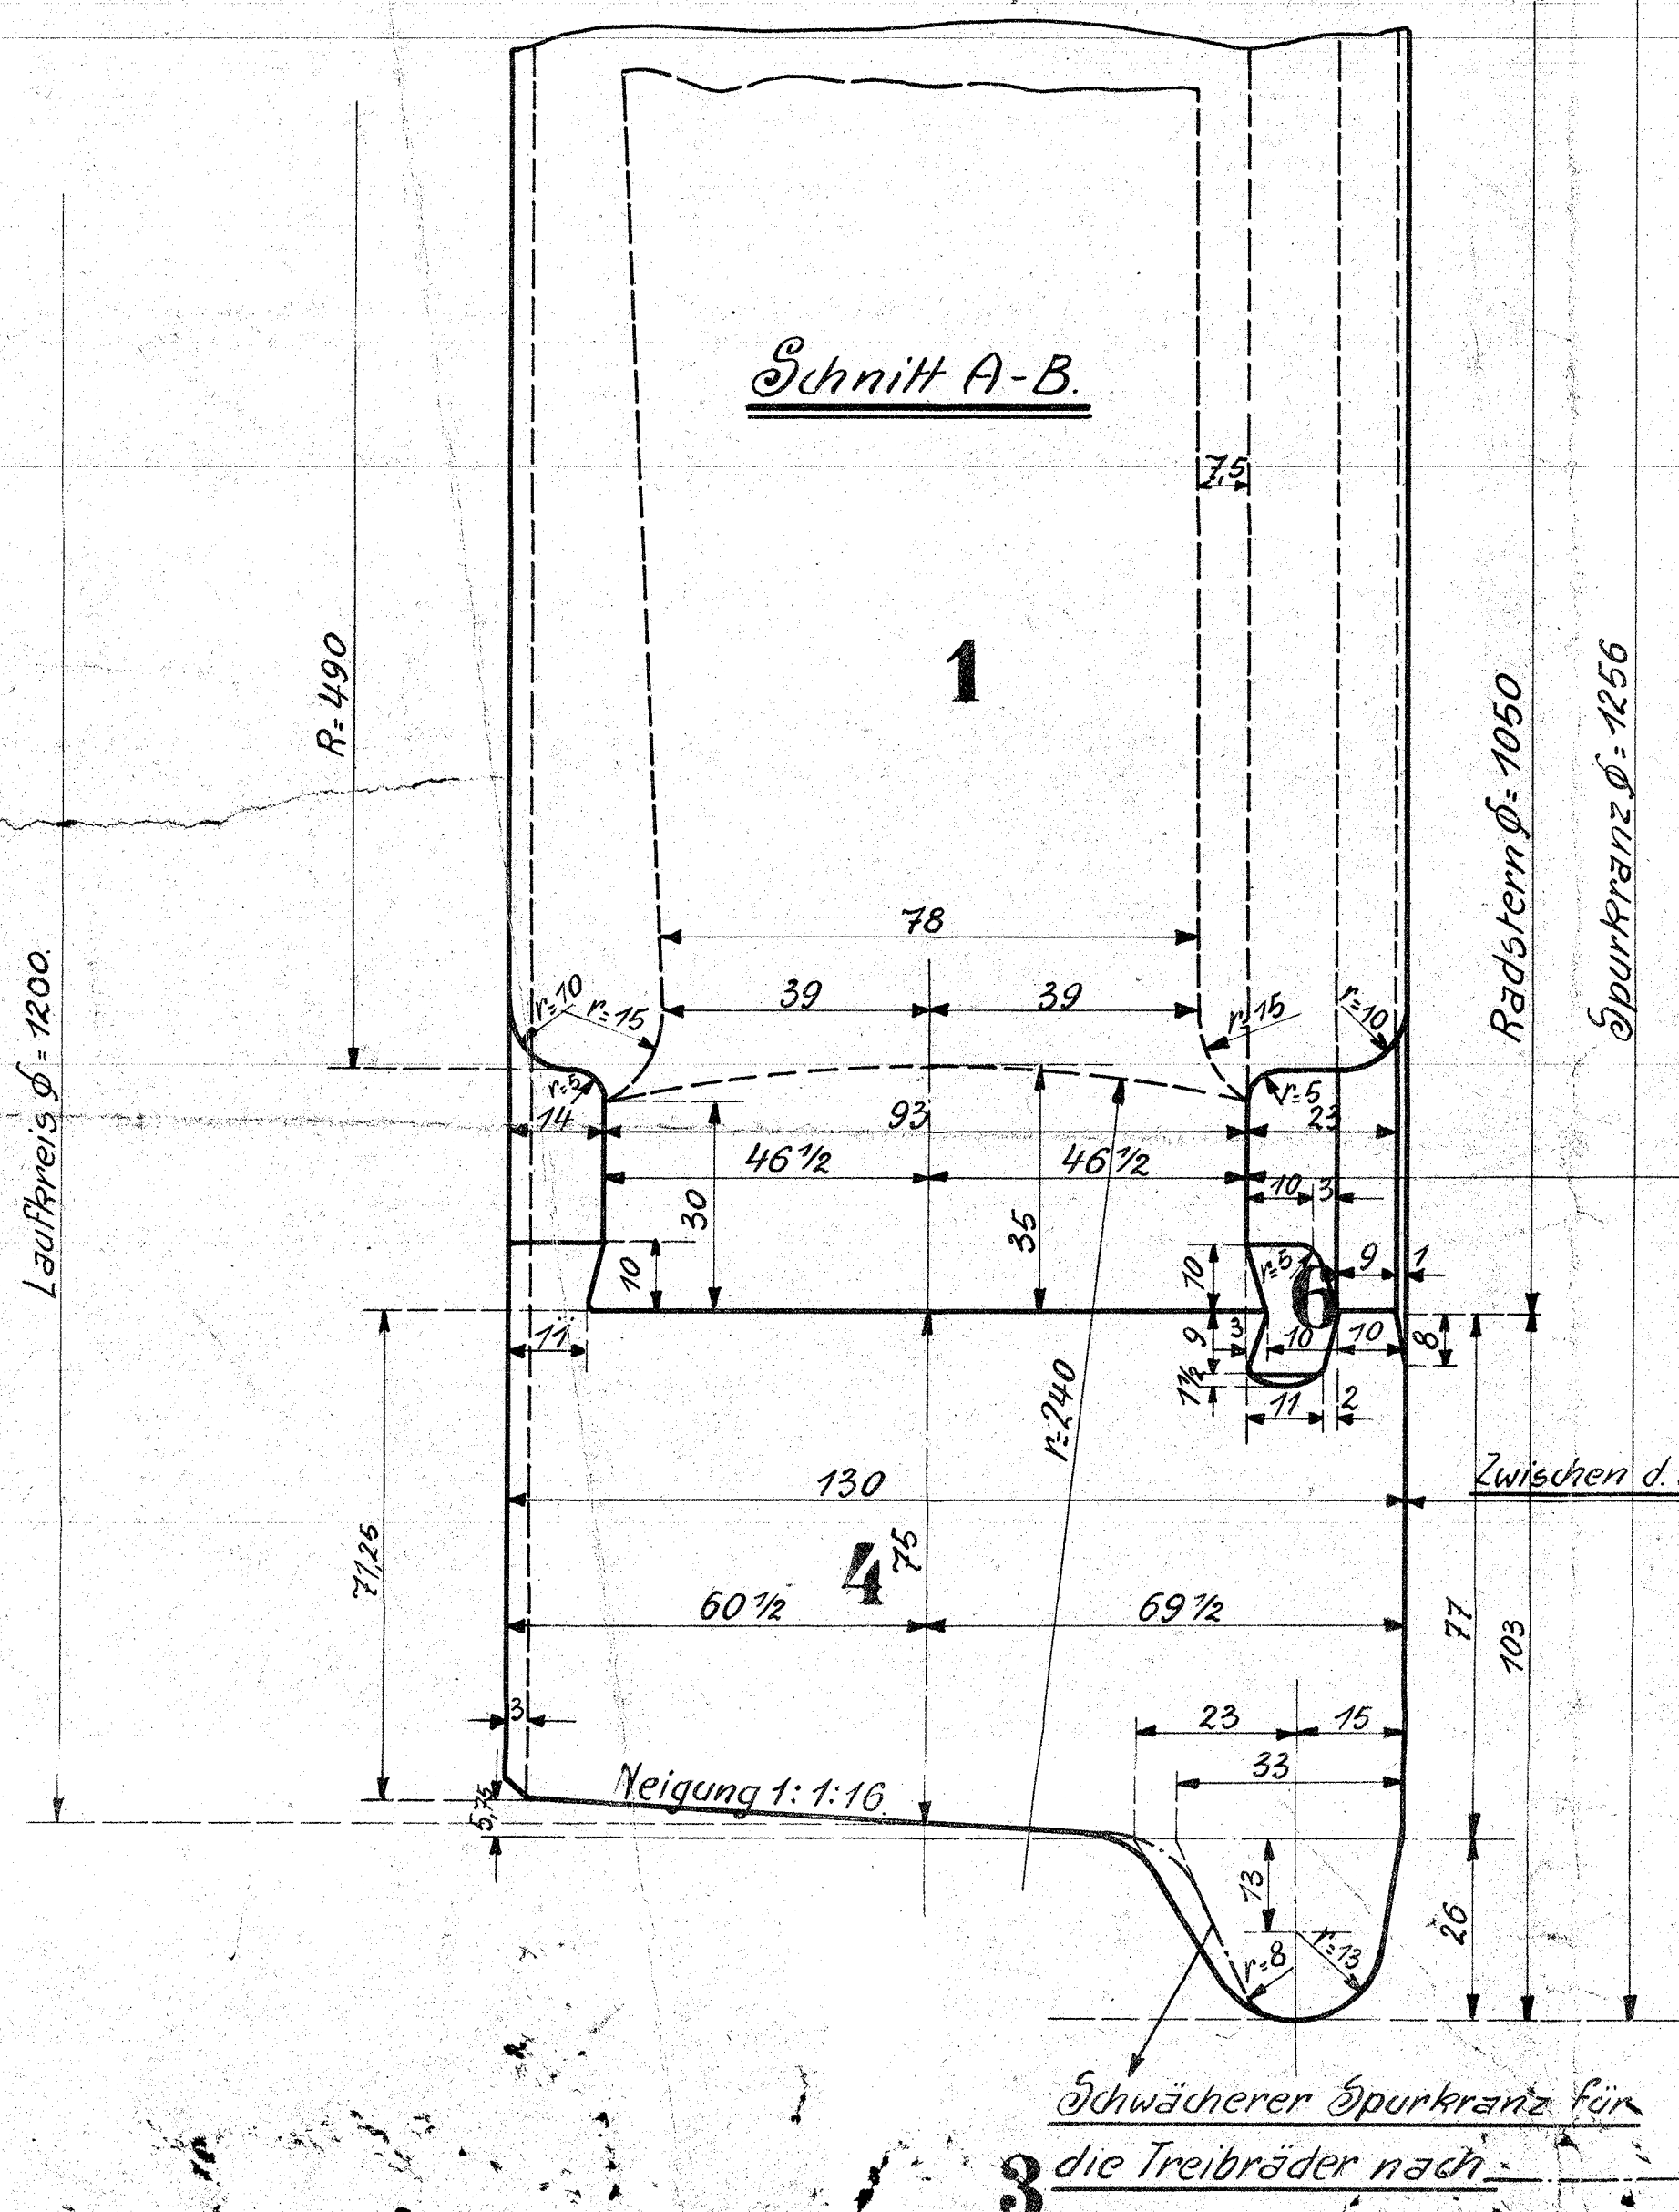 Schnitt A-B.
7,5
1
R=490
Radstern ∅=1050
Spurkranz ∅=1256
Laufkreis ∅=1200.
78
39
39
r=10
r=15
r=15
r=10
r=5
r=5
14
93
23
46 1/2
46 1/2
10
3
30
35
10
10
r=5
6
9
1
11
9
3
10
10
8
1 1/2
11
2
r=240
130
Zwischen d.
71,25
4
75
60 1/2
69 1/2
77
103
3
23
15
33
5,75
Neigung 1:1:16.
13
26
r=8
r=13
Schwächerer Spurkranz für
3 die Treibräder nach